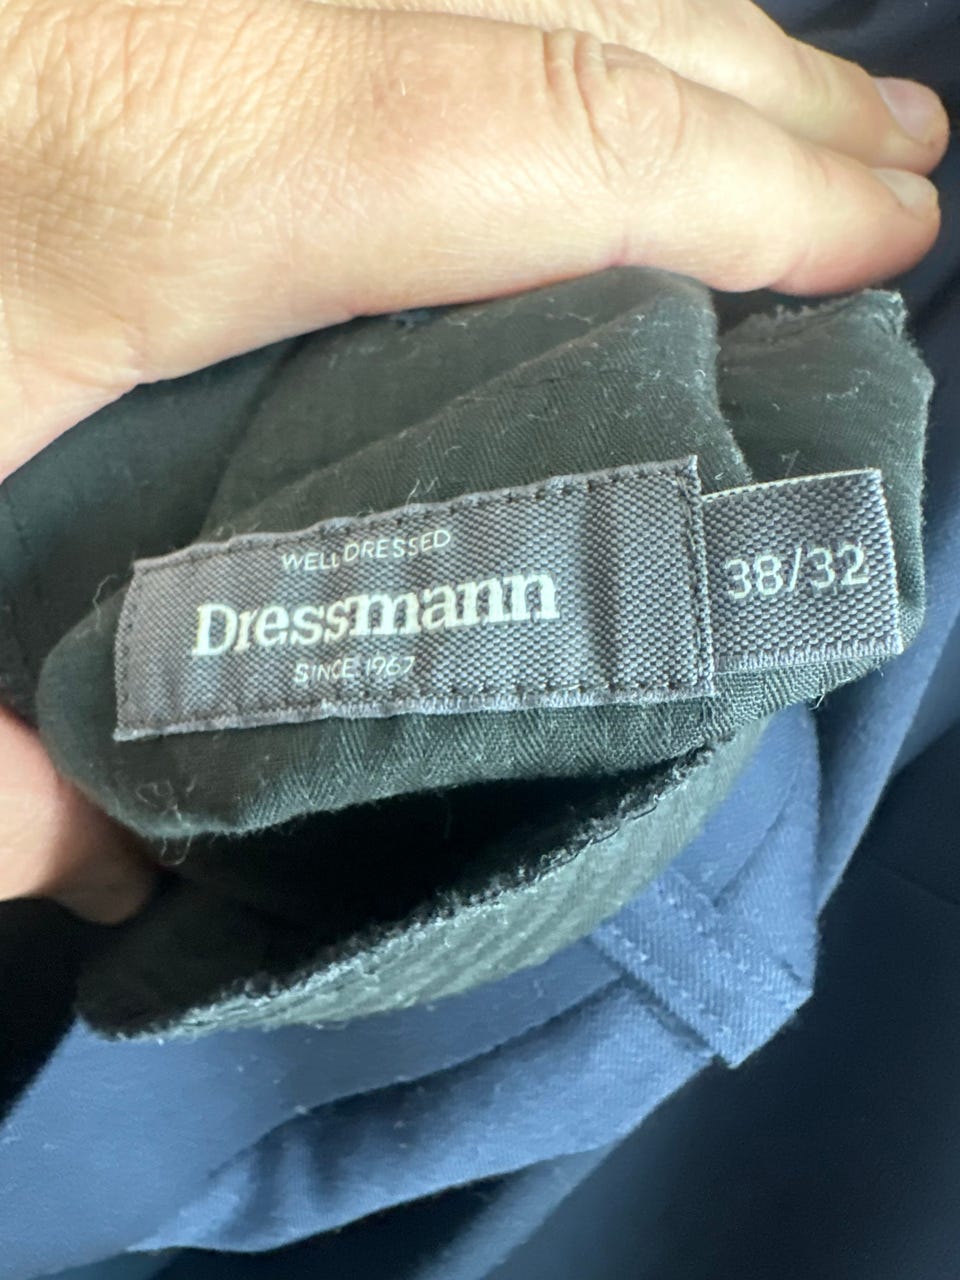 WELL DRESSED
Dressmann
SINCE 1967
38/32